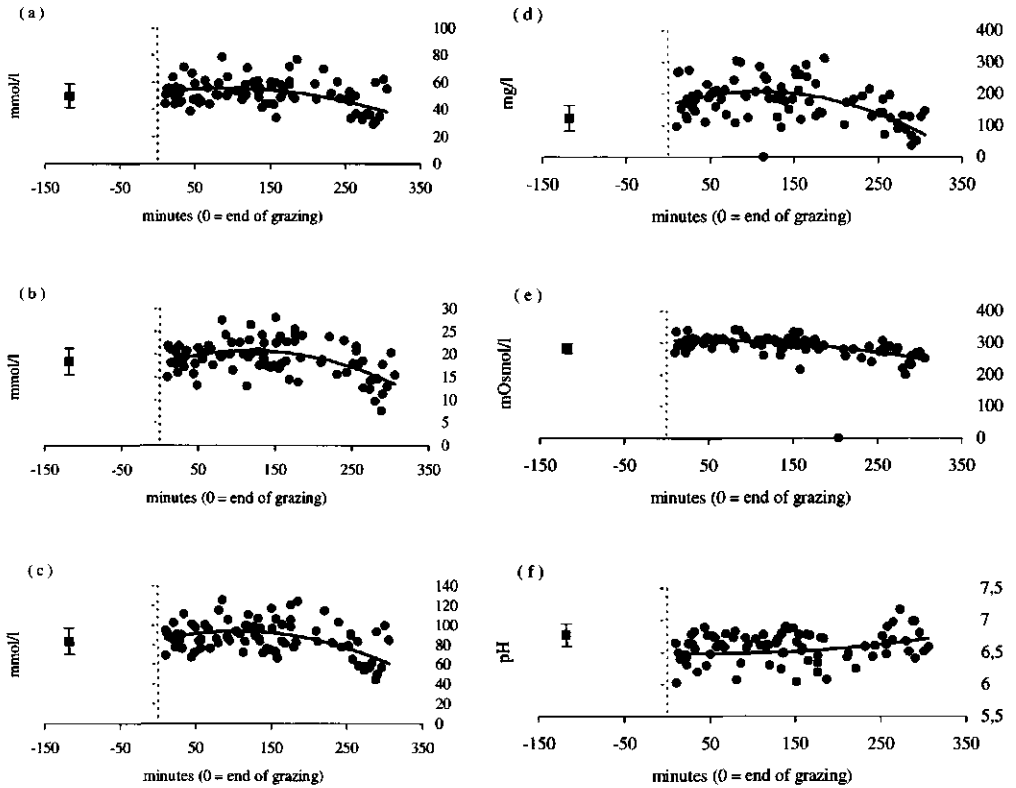 (a)
100
80
60
40
20
0
mmol/l
-150 -50 50 150 250 350
minutes (0 = end of grazing)
(d)
400
300
200
100
0
mg/l
-150 -50 50 150 250 350
minutes (0 = end of grazing)
(b)
30
25
20
15
10
5
0
mmol/l
-150 -50 50 150 250 350
minutes (0 = end of grazing)
(e)
400
300
200
100
0
mOsmol/l
-150 -50 50 150 250 350
minutes (0 = end of grazing)
(c)
140
120
100
80
60
40
20
0
mmol/l
-150 -50 50 150 250 350
minutes (0 = end of grazing)
(f)
7,5
7
6,5
6
5,5
pH
-150 -50 50 150 250 350
minutes (0 = end of grazing)